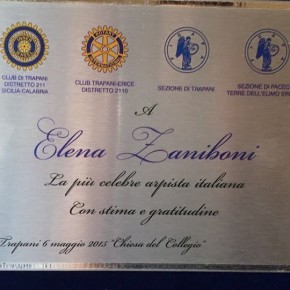 CLUB DI TRAPANI
DISTRETTO 211
SICILIA CALABRIA
CLUB TRAPANI-ERICE
DISTRETTO 2110
SEZIONE DI TRAPANI
SEZIONE DI PACECO
TERRE DELL'ELIMO
A
Elena Zaniboni
La più celebre arpista italiana
Con stima e gratitudine
Trapani 6 maggio 2015 "Chiesa del Collegio"